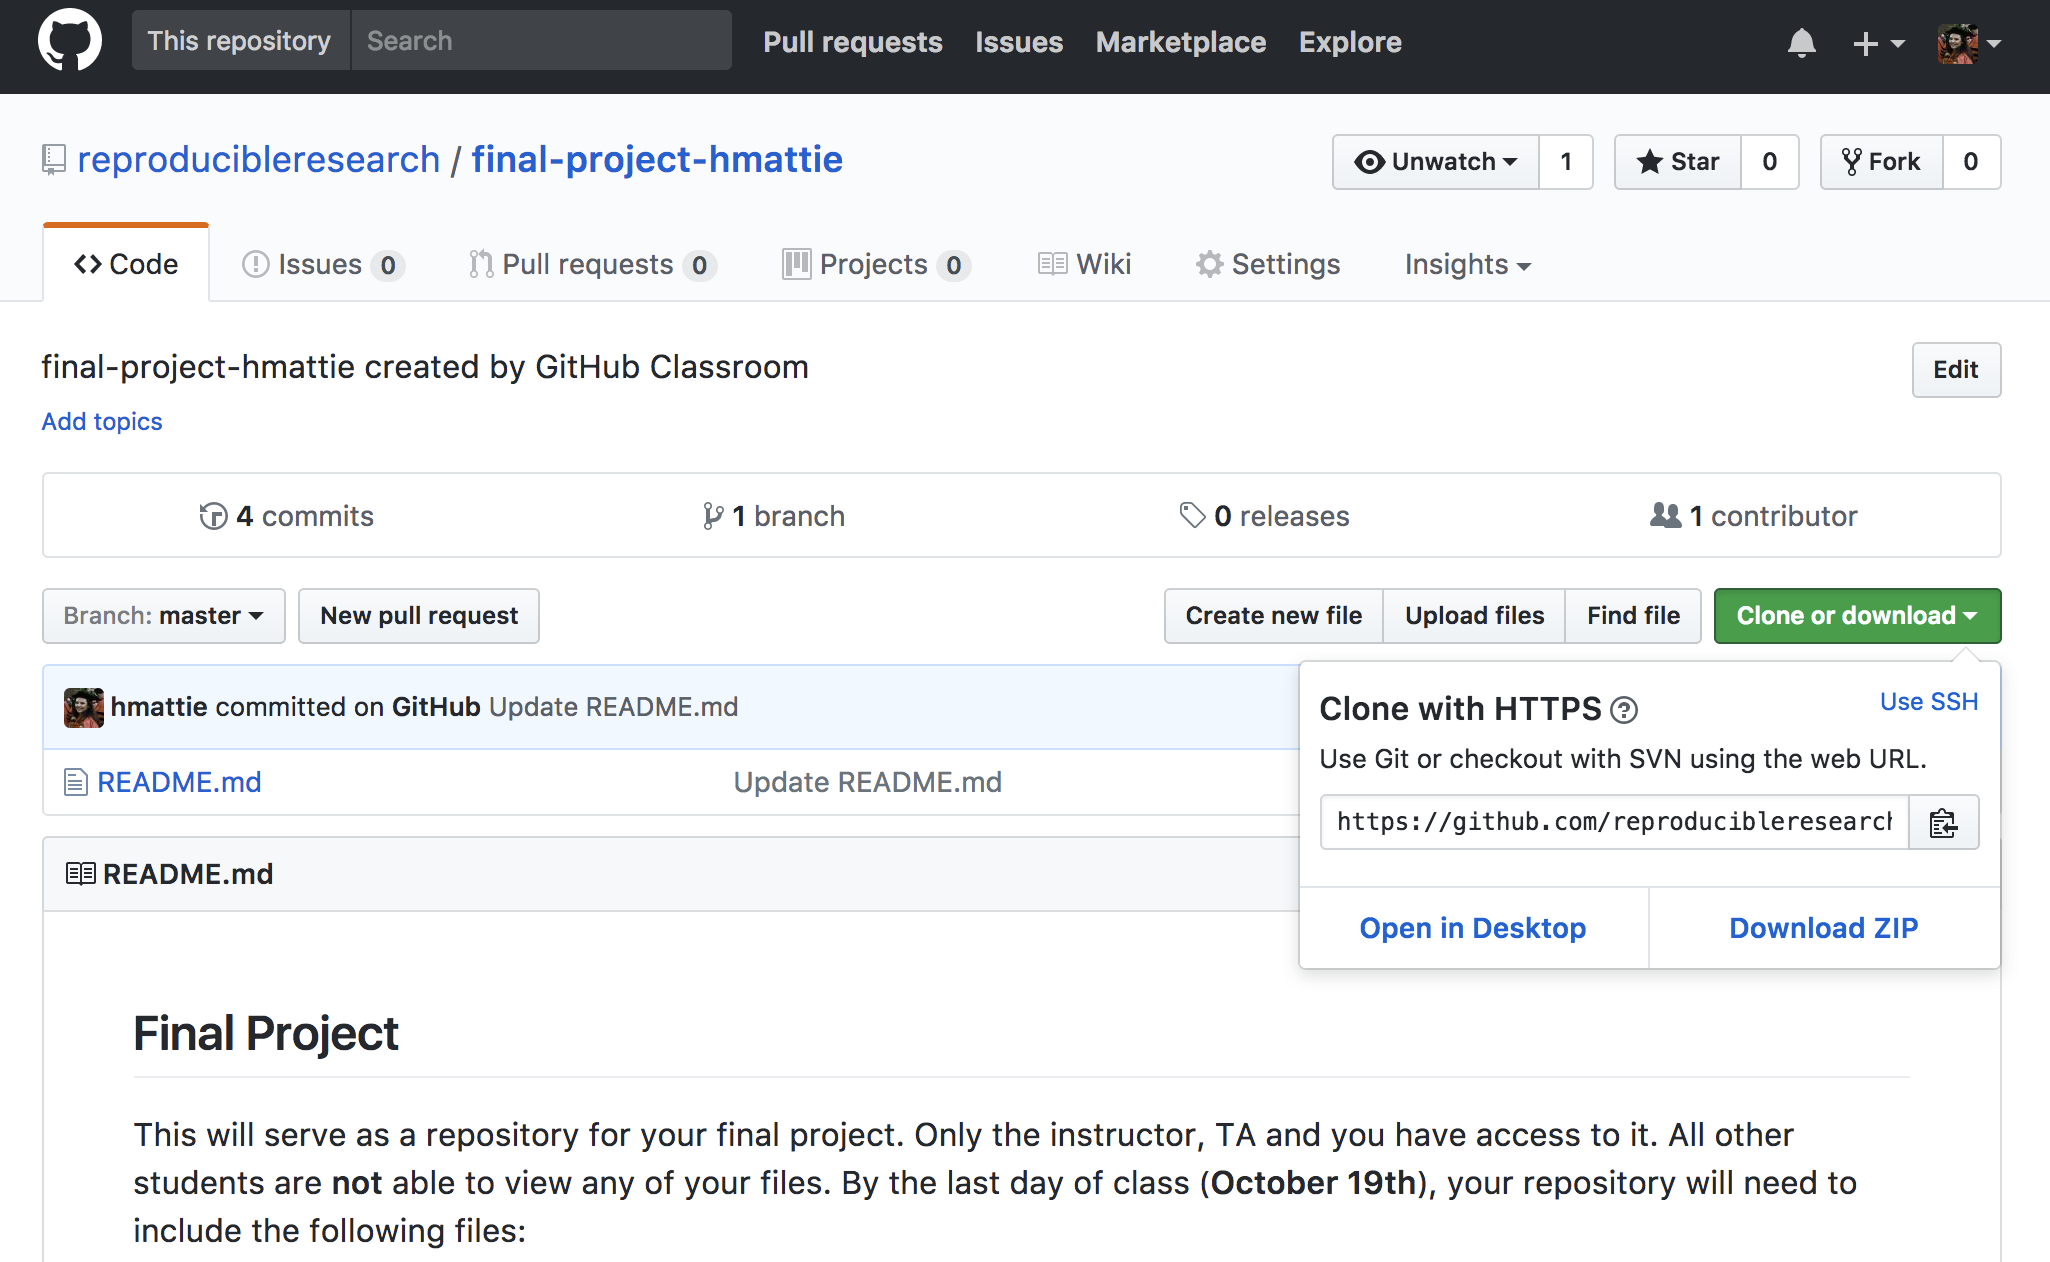 This repository Search Pull requests Issues Marketplace Explore
reproducibleresearch / final-project-hmattie Unwatch 1 Star 0 Fork 0
Code Issues 0 Pull requests 0 Projects 0 Wiki Settings Insights
final-project-hmattie created by GitHub Classroom Edit
Add topics
4 commits 1 branch 0 releases 1 contributor
Branch: master New pull request Create new file Upload files Find file Clone or download
hmattie committed on GitHub Update README.md
README.md Update README.md
Clone with HTTPS ? Use SSH
Use Git or checkout with SVN using the web URL.
https://github.com/reproducibleresearch
Open in Desktop Download ZIP
README.md
Final Project
This will serve as a repository for your final project. Only the instructor, TA and you have access to it. All other
students are not able to view any of your files. By the last day of class (October 19th), your repository will need to
include the following files: